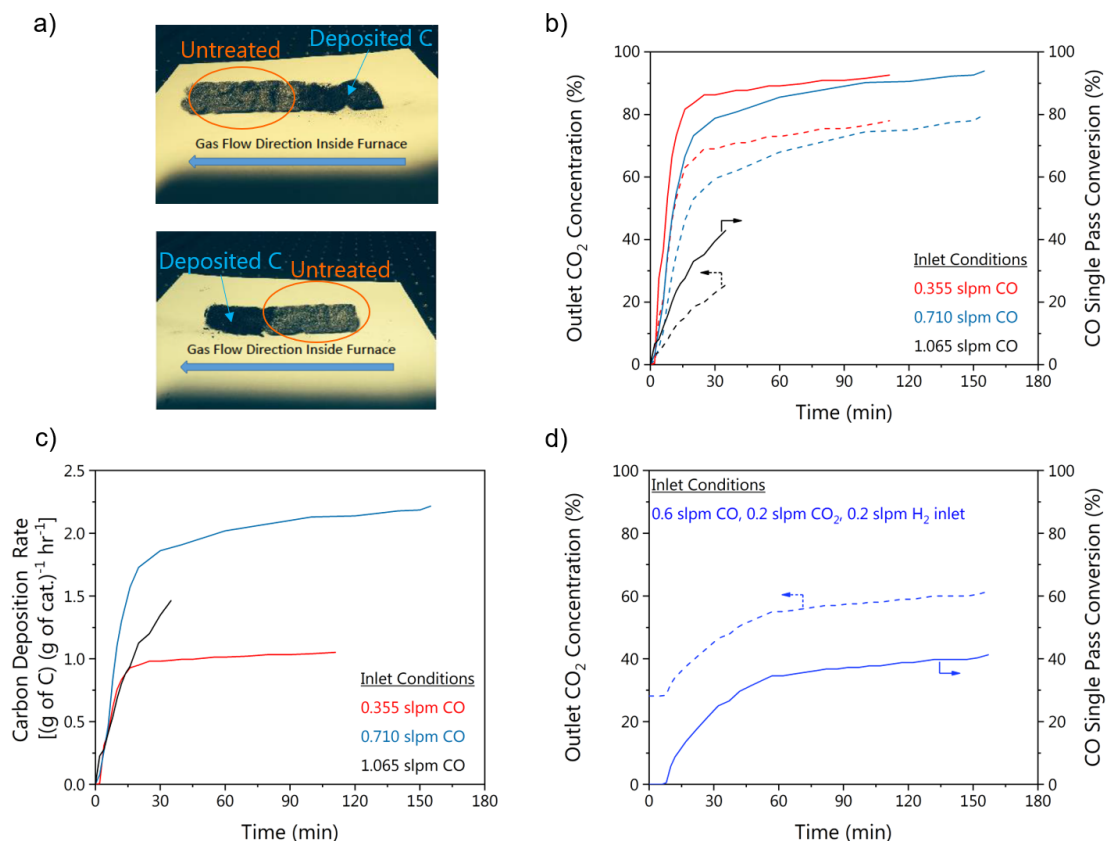 a)
Untreated
Deposited C
Gas Flow Direction Inside Furnace
Deposited C
Untreated
Gas Flow Direction Inside Furnace
b)
100
80
60
40
20
0
Outlet CO₂ Concentration (%)
100
80
60
40
20
0
CO Single Pass Conversion (%)
Inlet Conditions
0.355 slpm CO
0.710 slpm CO
1.065 slpm CO
0 30 60 90 120 150 180
Time (min)
c)
2.5
2.0
1.5
1.0
0.5
0.0
Carbon Deposition Rate
[(g of C) (g of cat.)⁻¹ hr⁻¹]
Inlet Conditions
0.355 slpm CO
0.710 slpm CO
1.065 slpm CO
0 30 60 90 120 150 180
Time (min)
d)
100
80
60
40
20
0
Outlet CO₂ Concentration (%)
100
80
60
40
20
0
CO Single Pass Conversion (%)
Inlet Conditions
0.6 slpm CO, 0.2 slpm CO₂, 0.2 slpm H₂ inlet
0 30 60 90 120 150 180
Time (min)